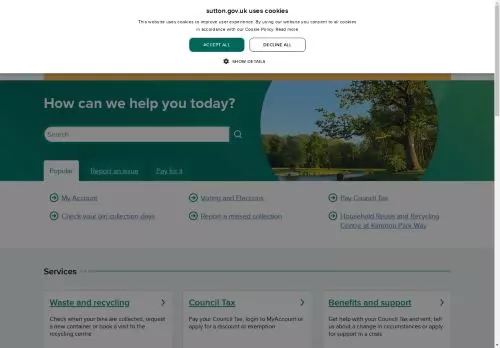 sutton.gov.uk uses cookies
This website uses cookies to improve user experience. By using our website you consent to all cookies
in accordance with our Cookie Policy. Read more
ACCEPT ALL
DECLINE ALL
SHOW DETAILS
How can we help you today?
Search
Popular
Report an issue
Pay for it
My Account
Voting and Elections
Pay Council Tax
Check your bin collection days
Report a missed collection
Household Reuse and Recycling
Centre at Kimpton Park Way
Services
Waste and recycling
Council Tax
Benefits and support
Check when your bins are collected, request
a new container or book a visit to the
recycling centre
Pay your Council Tax, login to MyAccount or
apply for a discount or exemption
Get help with your Council Tax and rent, tell
us about a change in circumstances or apply
for support in a crisis